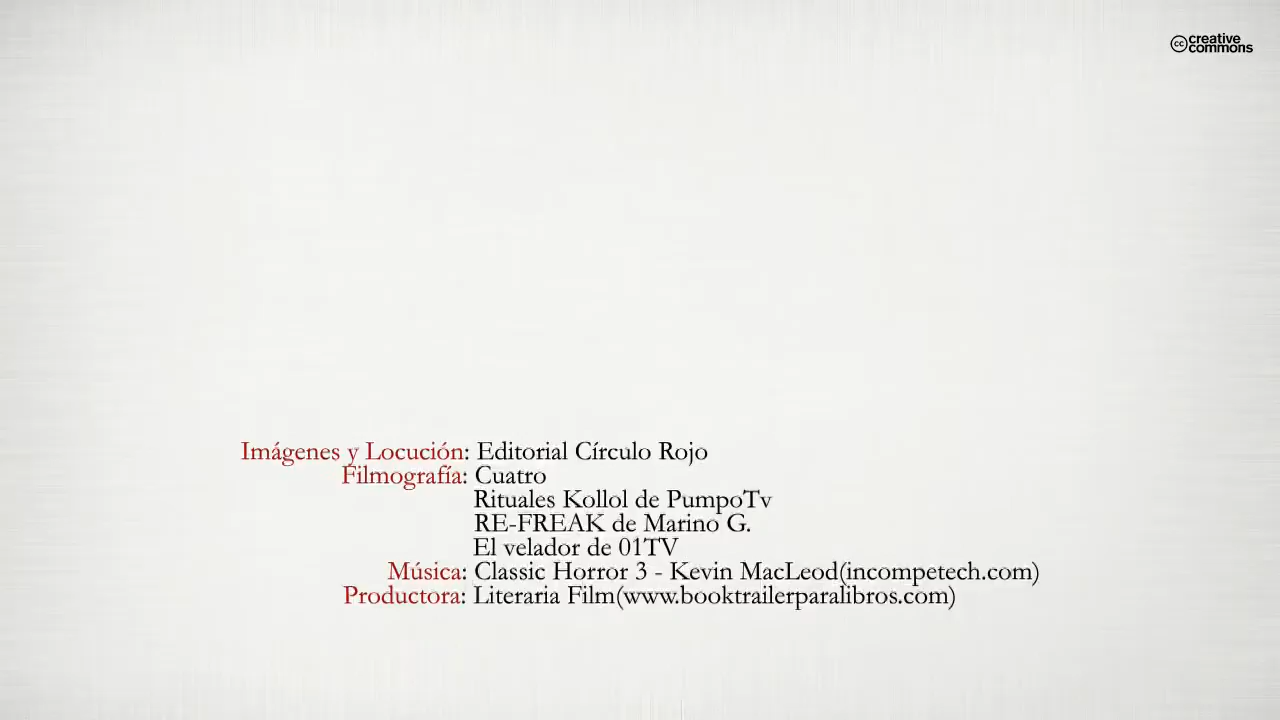 creative
commons
Imágenes y Locución: Editorial Círculo Rojo
Filmografía: Cuatro
Rituales Kollol de PumpoTv
RE-FREAK de Marino G.
El velador de 01TV
Música: Classic Horror 3 - Kevin MacLeod(incompetech.com)
Productora: Literaria Film(www.booktrailerparalibros.com)